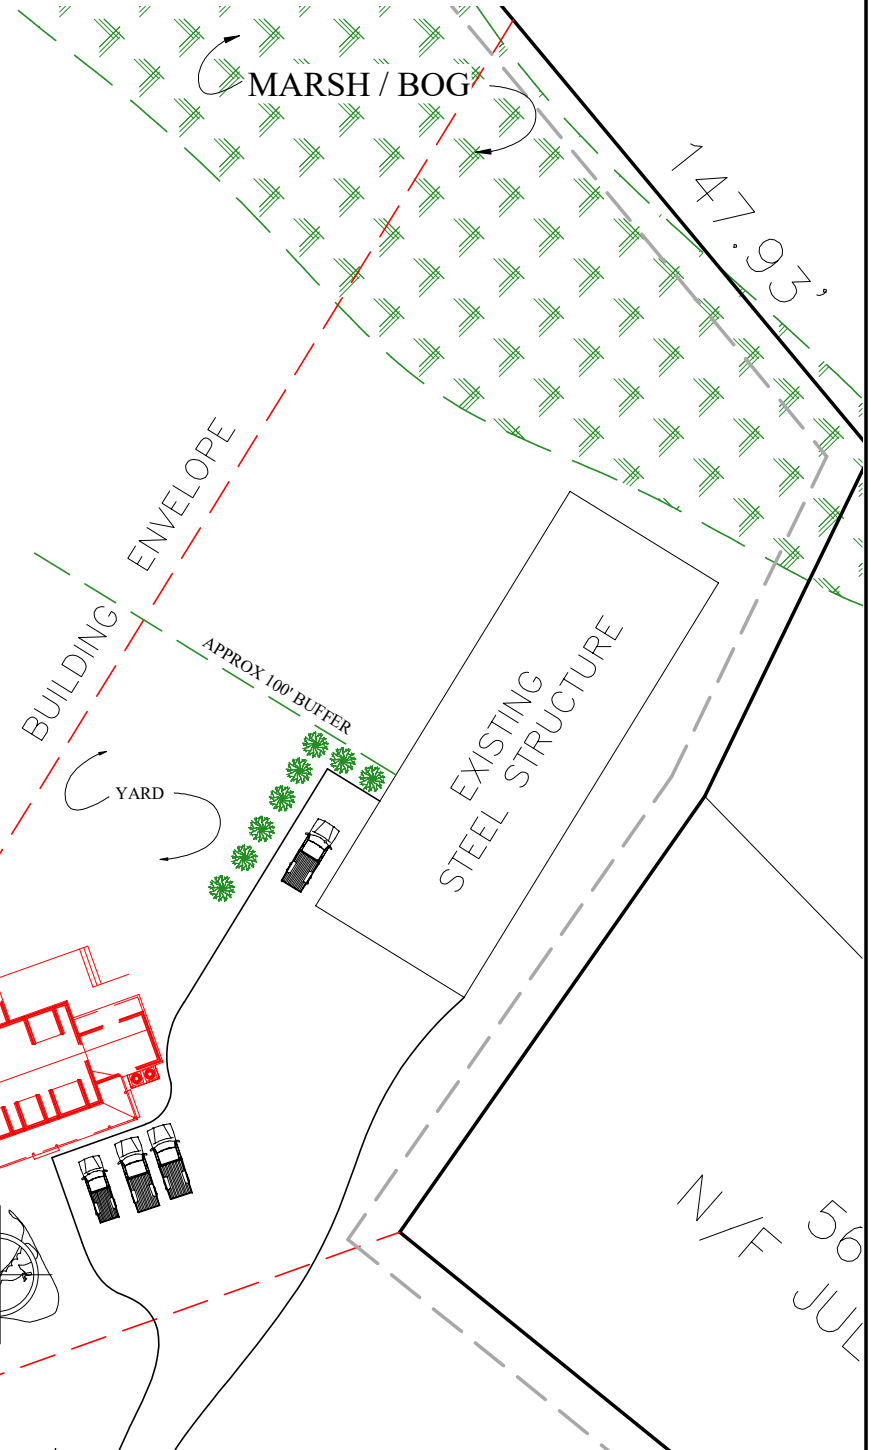 MARSH / BOG
147.93'
BUILDING ENVELOPE
APPROX 100' BUFFER
EXISTING
STEEL STRUCTURE
YARD
56
N/F JUL